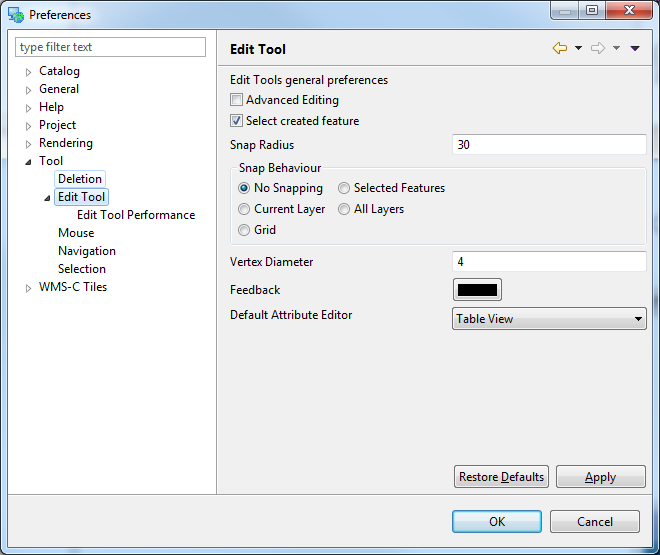 Preferences
type filter text
Catalog
General
Help
Project
Rendering
Tool
Deletion
Edit Tool
Edit Tool Performance
Mouse
Navigation
Selection
WMS-C Tiles
Edit Tool
Edit Tools general preferences
Advanced Editing
Select created feature
Snap Radius 30
Snap Behaviour
No Snapping Selected Features
Current Layer All Layers
Grid
Vertex Diameter 4
Feedback
Default Attribute Editor Table View
Restore Defaults Apply
OK Cancel